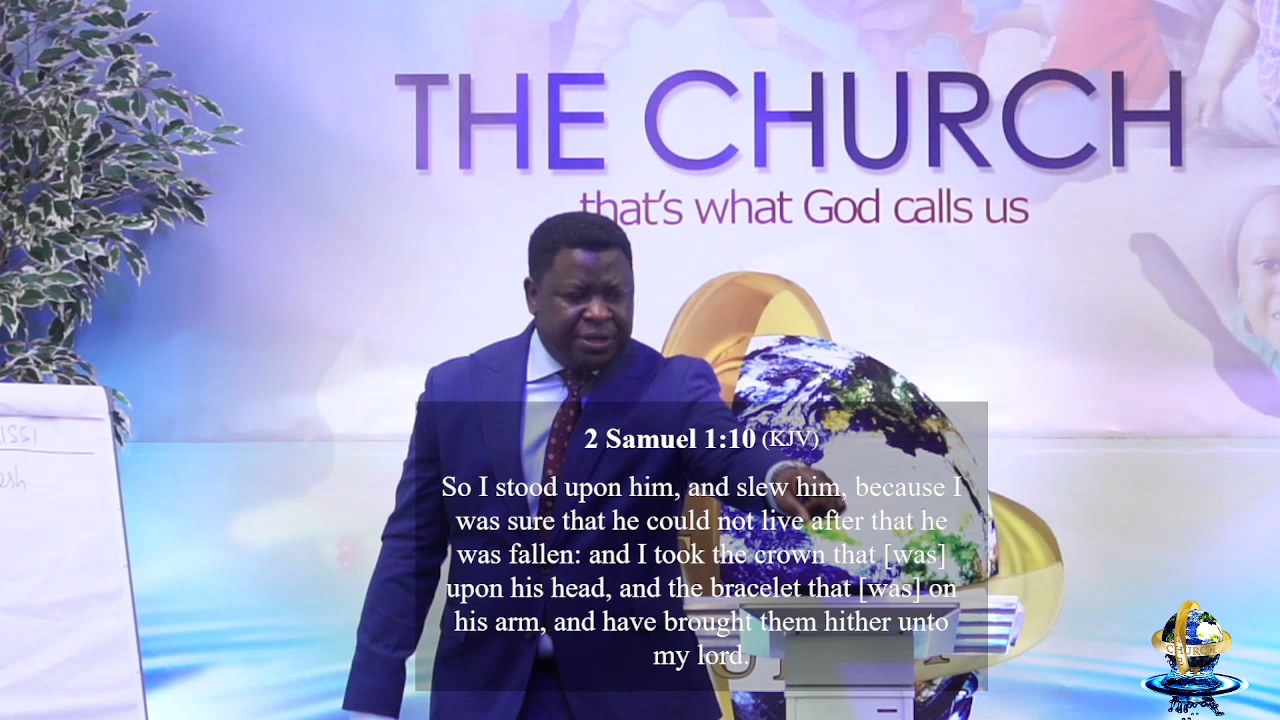 THE CHURCH
that's what God calls us
2 Samuel 1:10 (KJV)
So I stood upon him, and slew him, because I
was sure that he could not live after that he
was fallen: and I took the crown that [was]
upon his head, and the bracelet that [was] on
his arm, and have brought them hither unto
my lord.
CHURCH